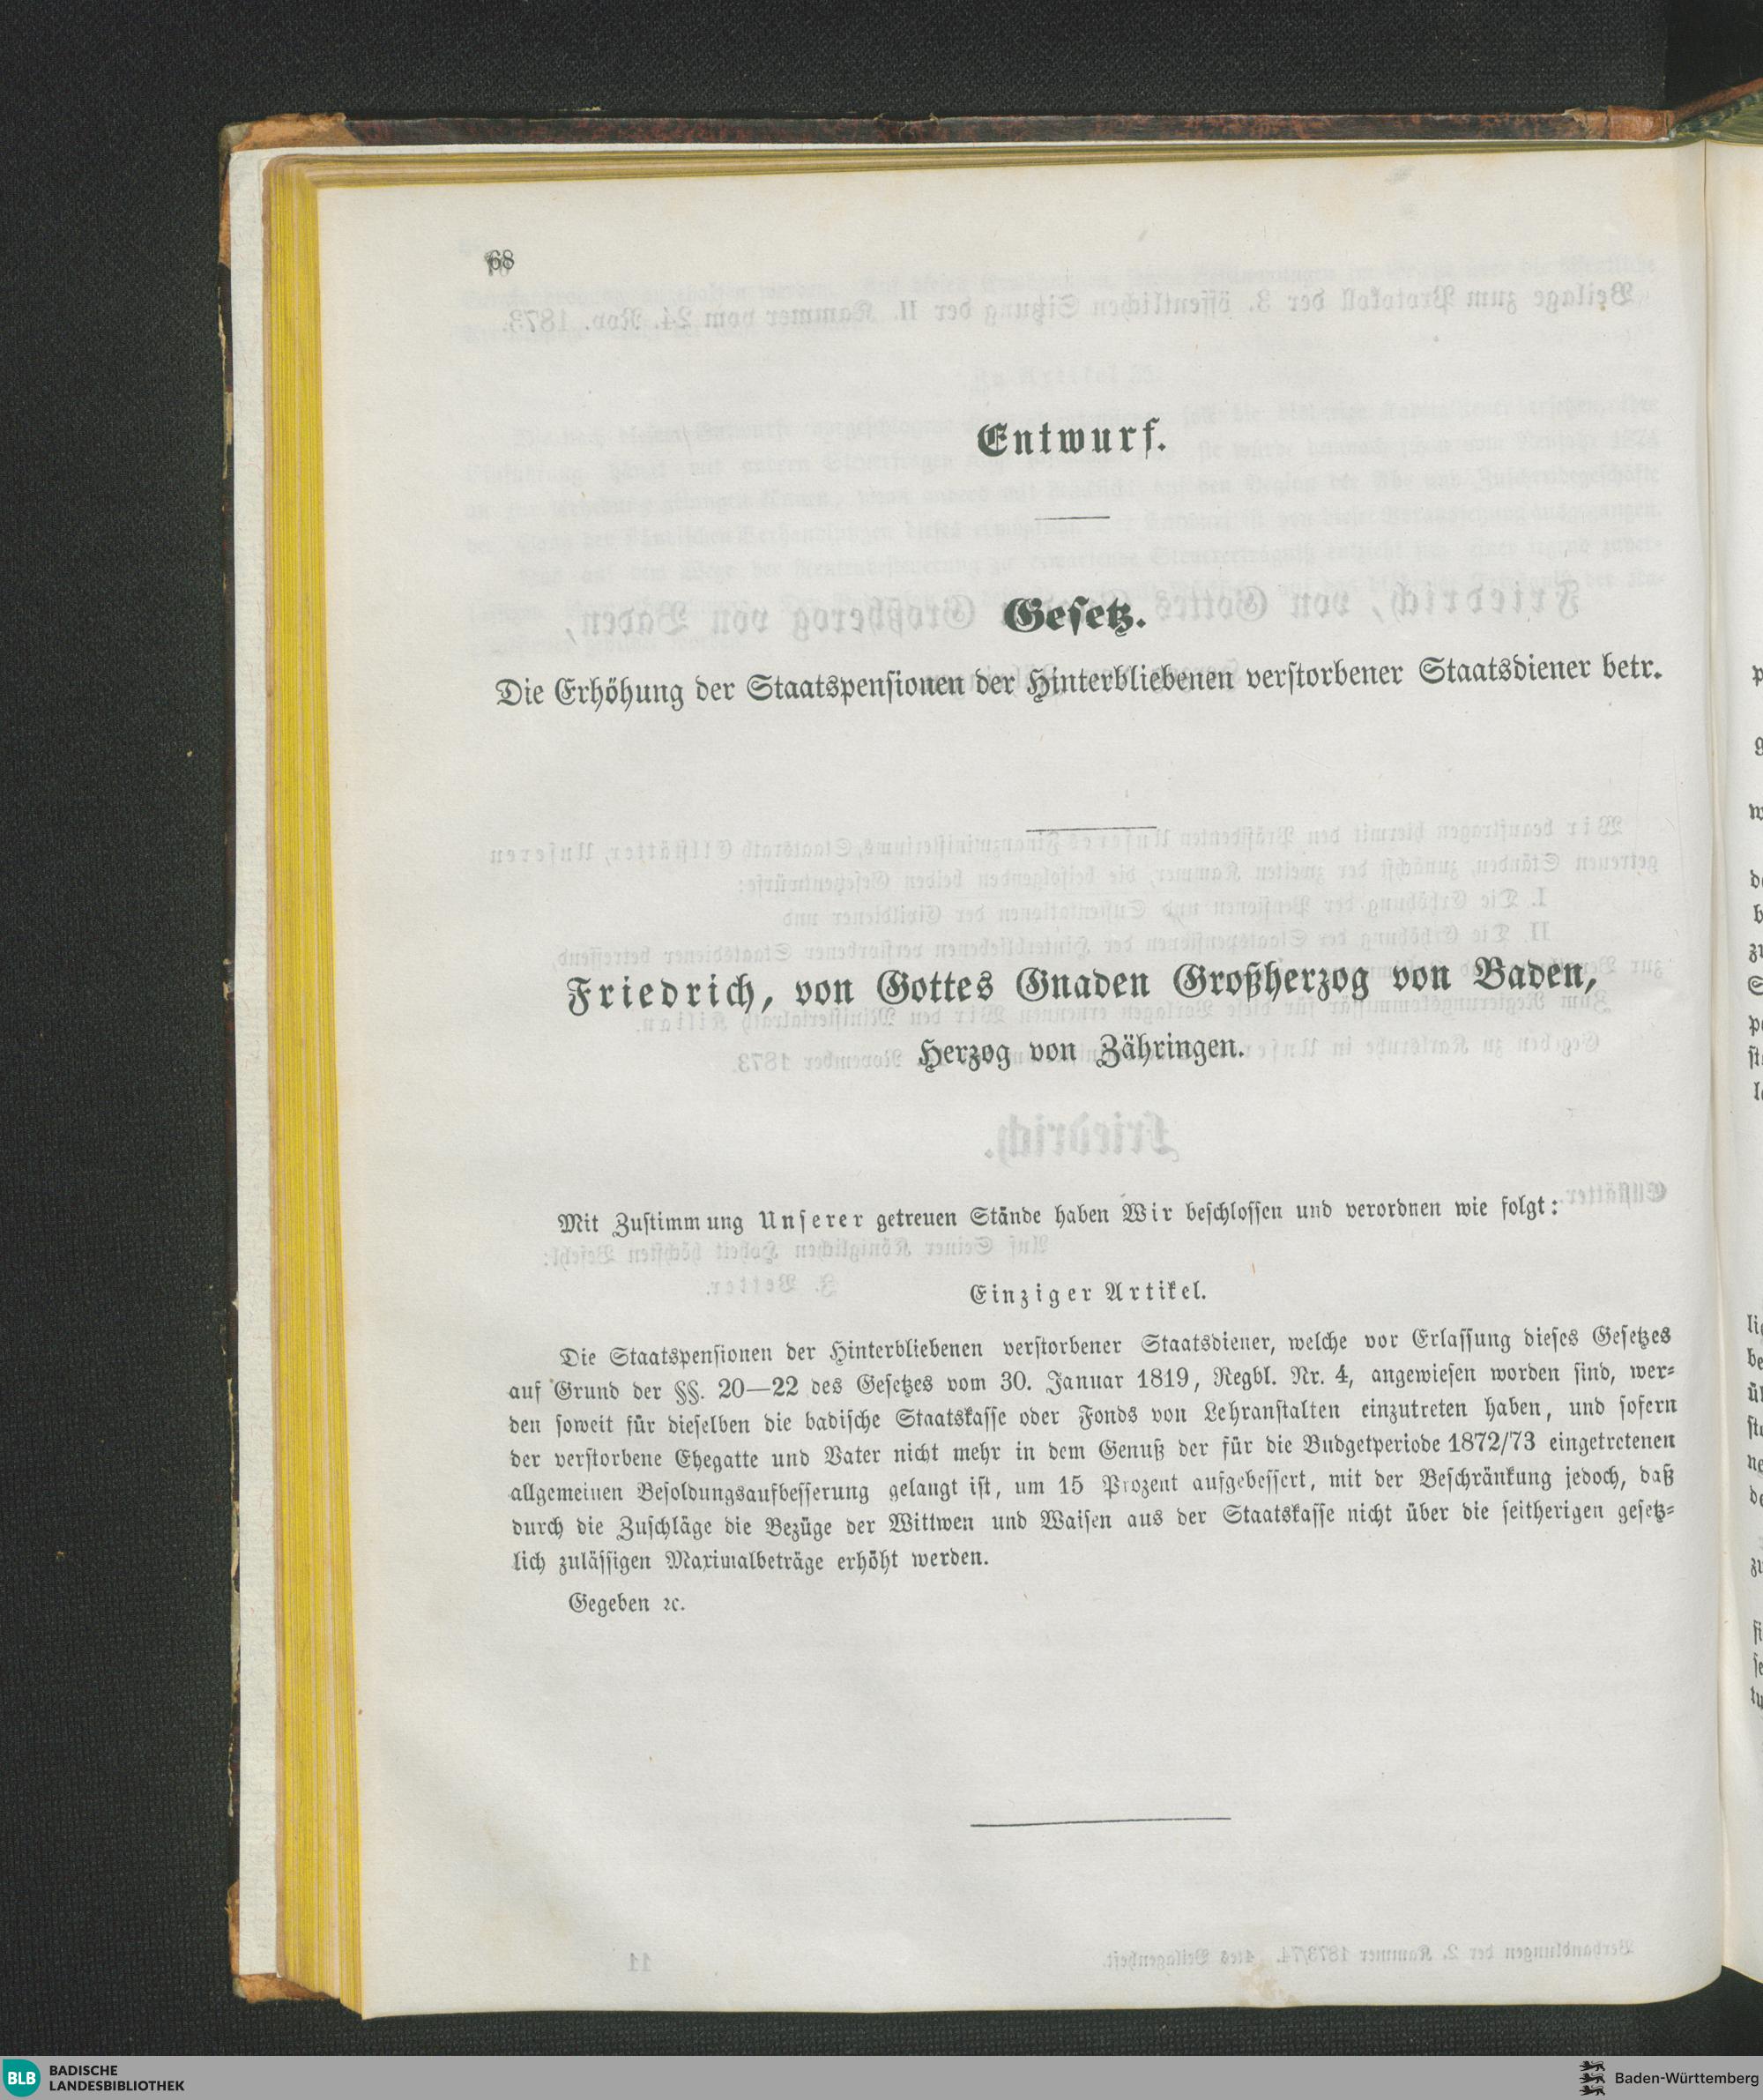 68
Entwurf.
Gesetz.
Die Erhöhung der Staatspensionen der Hinterbliebenen verstorbener Staatsdiener betr.
Friedrich, von Gottes Gnaden Großherzog von Baden,
Herzog von Zähringen.
Mit Zustimmung Unserer getreuen Stände haben Wir beschlossen und verordnen wie folgt:
Einziger Artikel.
Die Staatspensionen der Hinterbliebenen verstorbener Staatsdiener, welche vor Erlassung dieses Gesetzes
auf Grund der §§. 20—22 des Gesetzes vom 30. Januar 1819, Regbl. Nr. 4, angewiesen worden sind, wer-
den soweit für dieselben die badische Staatskasse oder Fonds von Lehranstalten einzutreten haben, und sofern
der verstorbene Ehegatte und Vater nicht mehr in dem Genuß der für die Budgetperiode 1872/73 eingetretenen
allgemeinen Besoldungsaufbesserung gelangt ist, um 15 Prozent aufgebessert, mit der Beschränkung jedoch, daß
durch die Zuschläge die Bezüge der Wittwen und Waisen aus der Staatskasse nicht über die seitherigen gesetz-
lich zulässigen Maximalbeträge erhöht werden.
Gegeben ꝛc.
BLB BADISCHE
LANDESBIBLIOTHEK
Baden-Württemberg